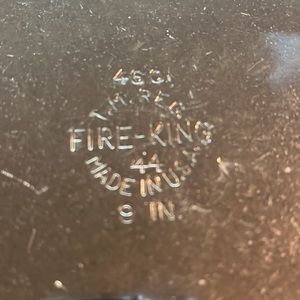 T.M. REG
FIRE-KING
44
MADE IN U.S.A.
9 IN.